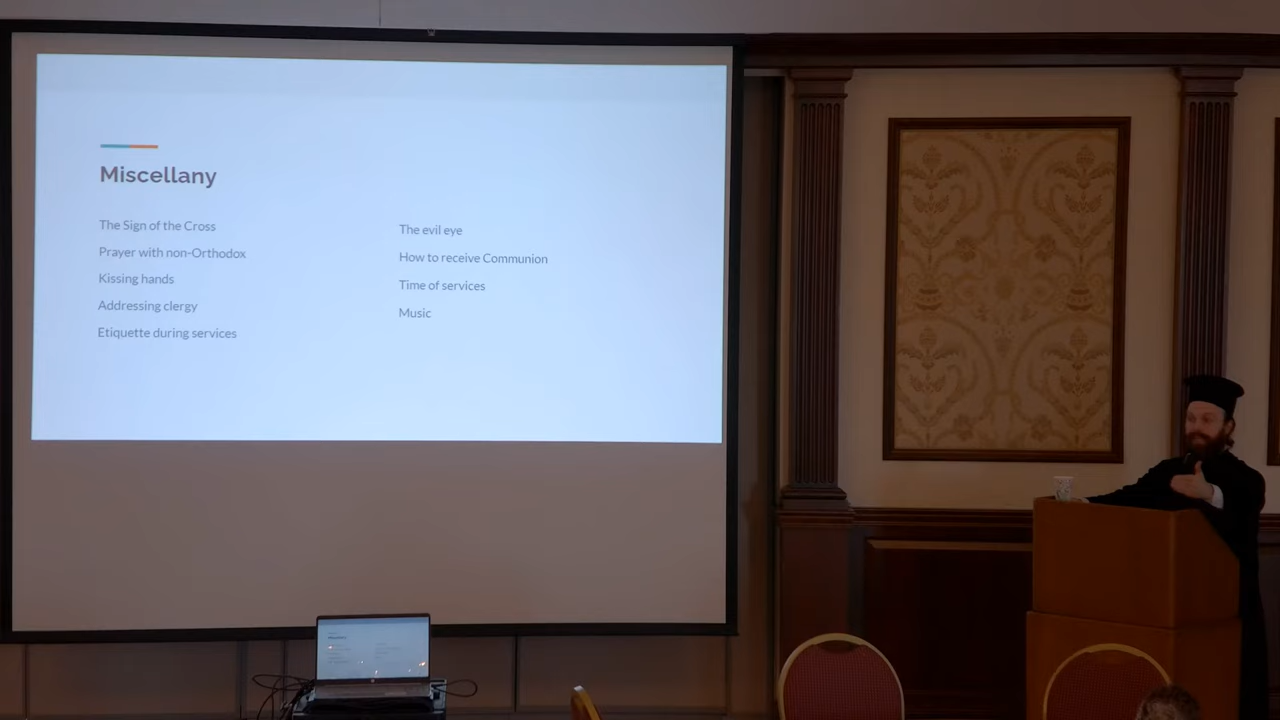 Miscellany
The Sign of the Cross
Prayer with non-Orthodox
Kissing hands
Addressing clergy
Etiquette during services
The evil eye
How to receive Communion
Time of services
Music